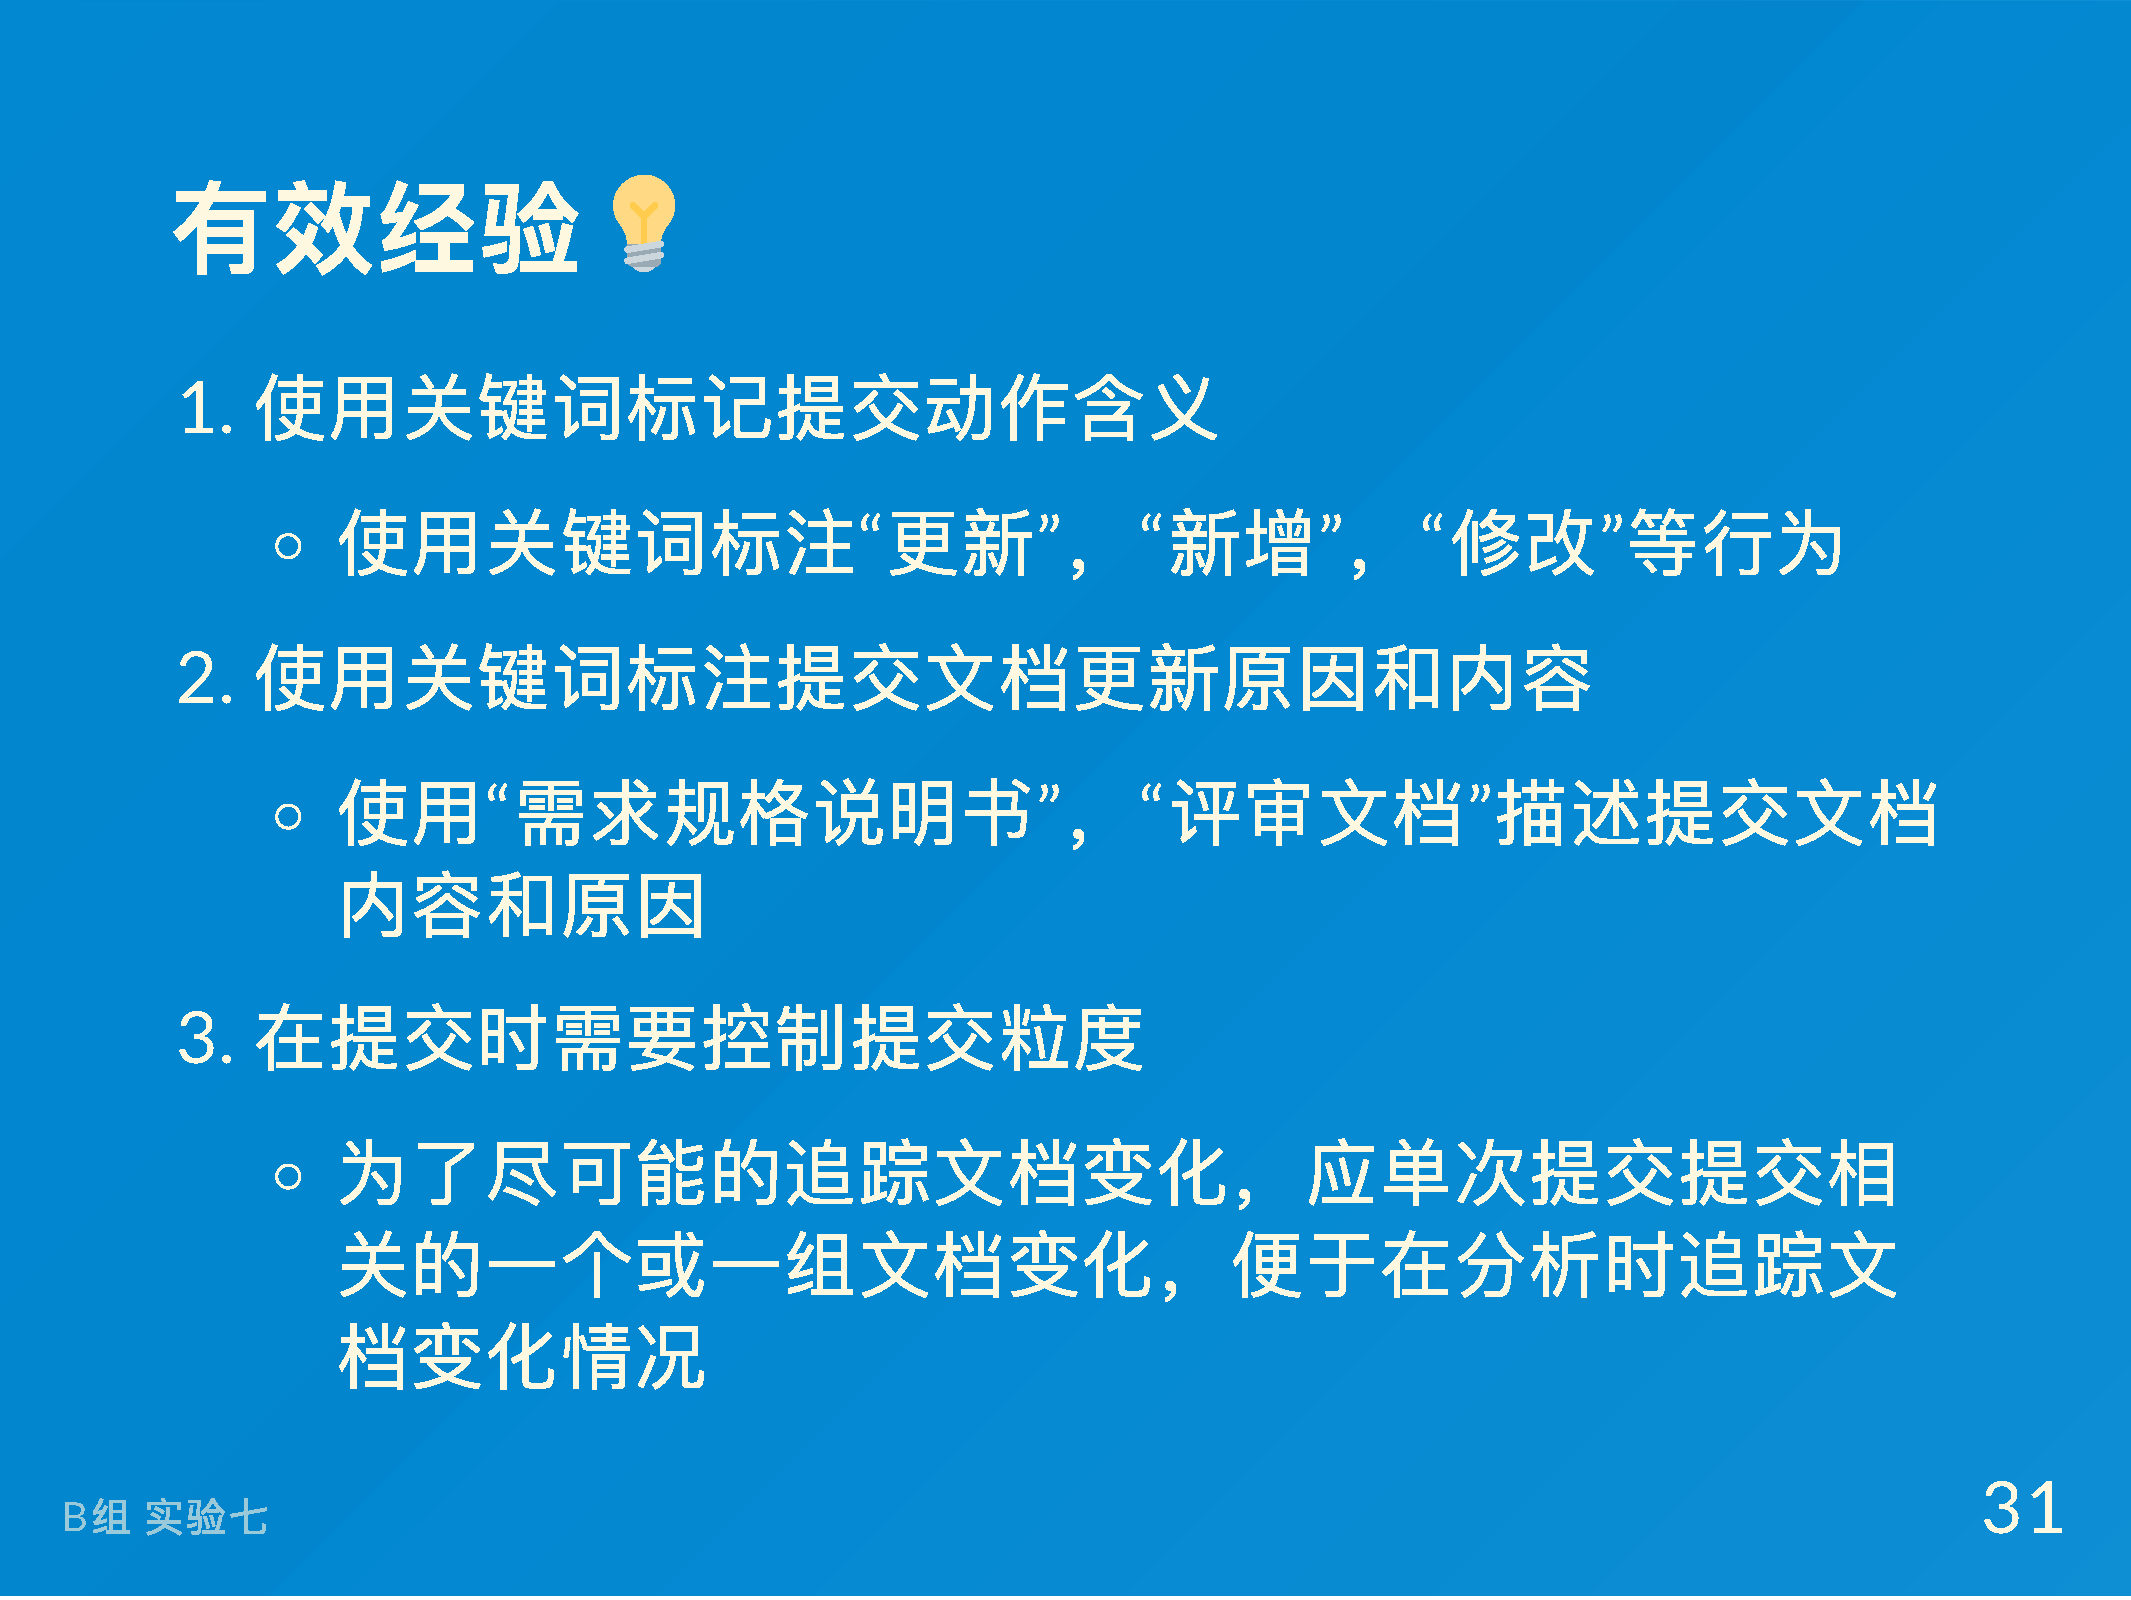 有效经验
1. 使用关键词标记提交动作含义
使用关键词标注“更新”，“新增”，“修改”等行为
2. 使用关键词标注提交文档更新原因和内容
使用“需求规格说明书”，“评审文档”描述提交文档
内容和原因
3. 在提交时需要控制提交粒度
为了尽可能的追踪文档变化，应单次提交提交相
关的一个或一组文档变化，便于在分析时追踪文
档变化情况
B组 实验七
31